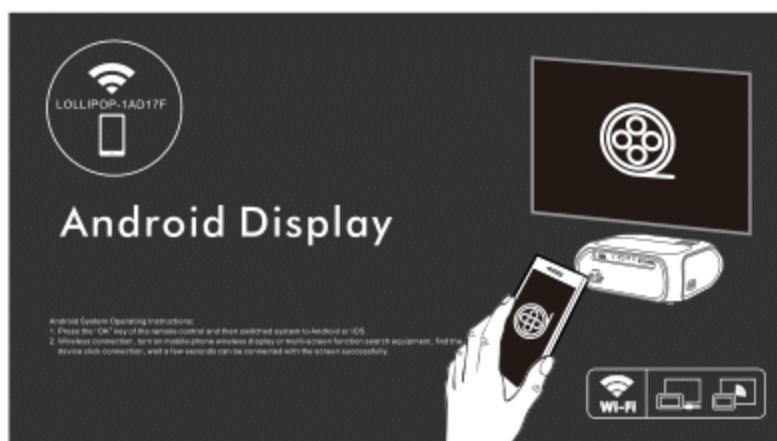 LOLLIPOP-1AD17F
Android Display
Android System Operating Instructions:
1. Press the "OK" key of the remote control and then switched system to Android or IOS.
2. Wireless connection, turn on mobile phone wireless display or multi-screen function search equipment, find the
device click connection, wait a few seconds can be connected with the screen successfully.
Wi-Fi